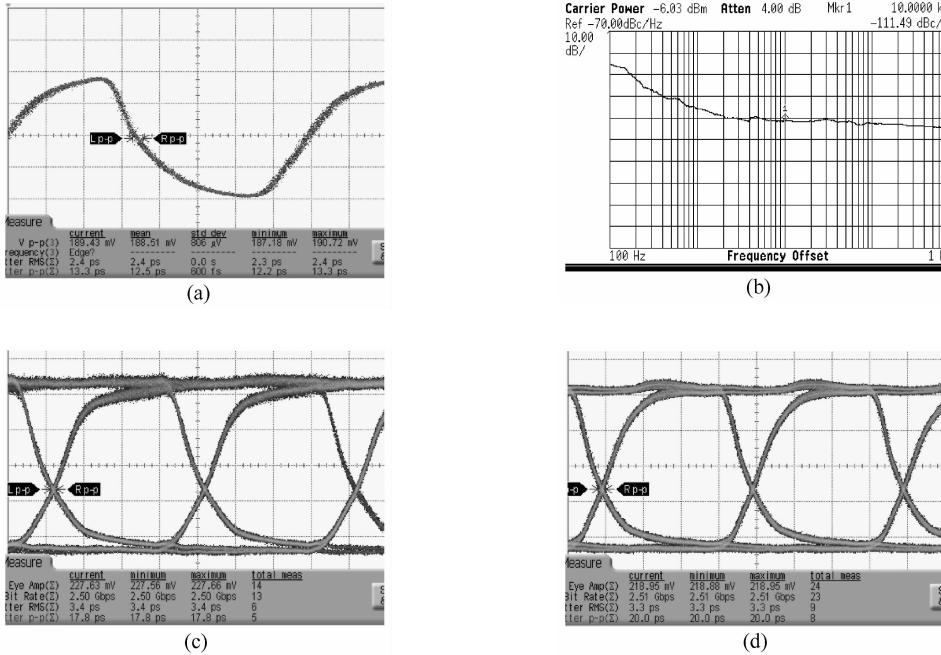 Carrier Power -6.03 dBm Atten 4.00 dB Mkr1 10.0000
Ref -70.00dBc/Hz -111.49 dBc/
10.00
dB/
1
L p-p R p-p
Measure
current mean std dev minimum maximum
V p-p(3) 189.43 mV 188.51 mV 806 µV 187.18 mV 190.72 mV
requency(3) Edge? -------- -------- -------- --------
tter RMS(Σ) 2.4 ps 2.4 ps 0.0 s 2.3 ps 2.4 ps
tter p-p(Σ) 13.3 ps 12.5 ps 600 fs 12.2 ps 13.3 ps
(a)
100 Hz Frequency Offset 1
(b)
L p-p R p-p
Measure
current minimum maximum total meas
Eye Amp(Σ) 227.63 mV 227.56 mV 227.66 mV 14
Bit Rate(Σ) 2.50 Gbps 2.50 Gbps 2.50 Gbps 13
tter RMS(Σ) 3.4 ps 3.4 ps 3.4 ps 6
tter p-p(Σ) 17.8 ps 17.8 ps 17.8 ps 5
(c)
p-p R p-p
Measure
current minimum maximum total meas
Eye Amp(Σ) 218.95 mV 218.88 mV 218.95 mV 24
Bit Rate(Σ) 2.51 Gbps 2.51 Gbps 2.51 Gbps 23
tter RMS(Σ) 3.3 ps 3.3 ps 3.3 ps 9
tter p-p(Σ) 20.0 ps 20.0 ps 20.0 ps 8
(d)